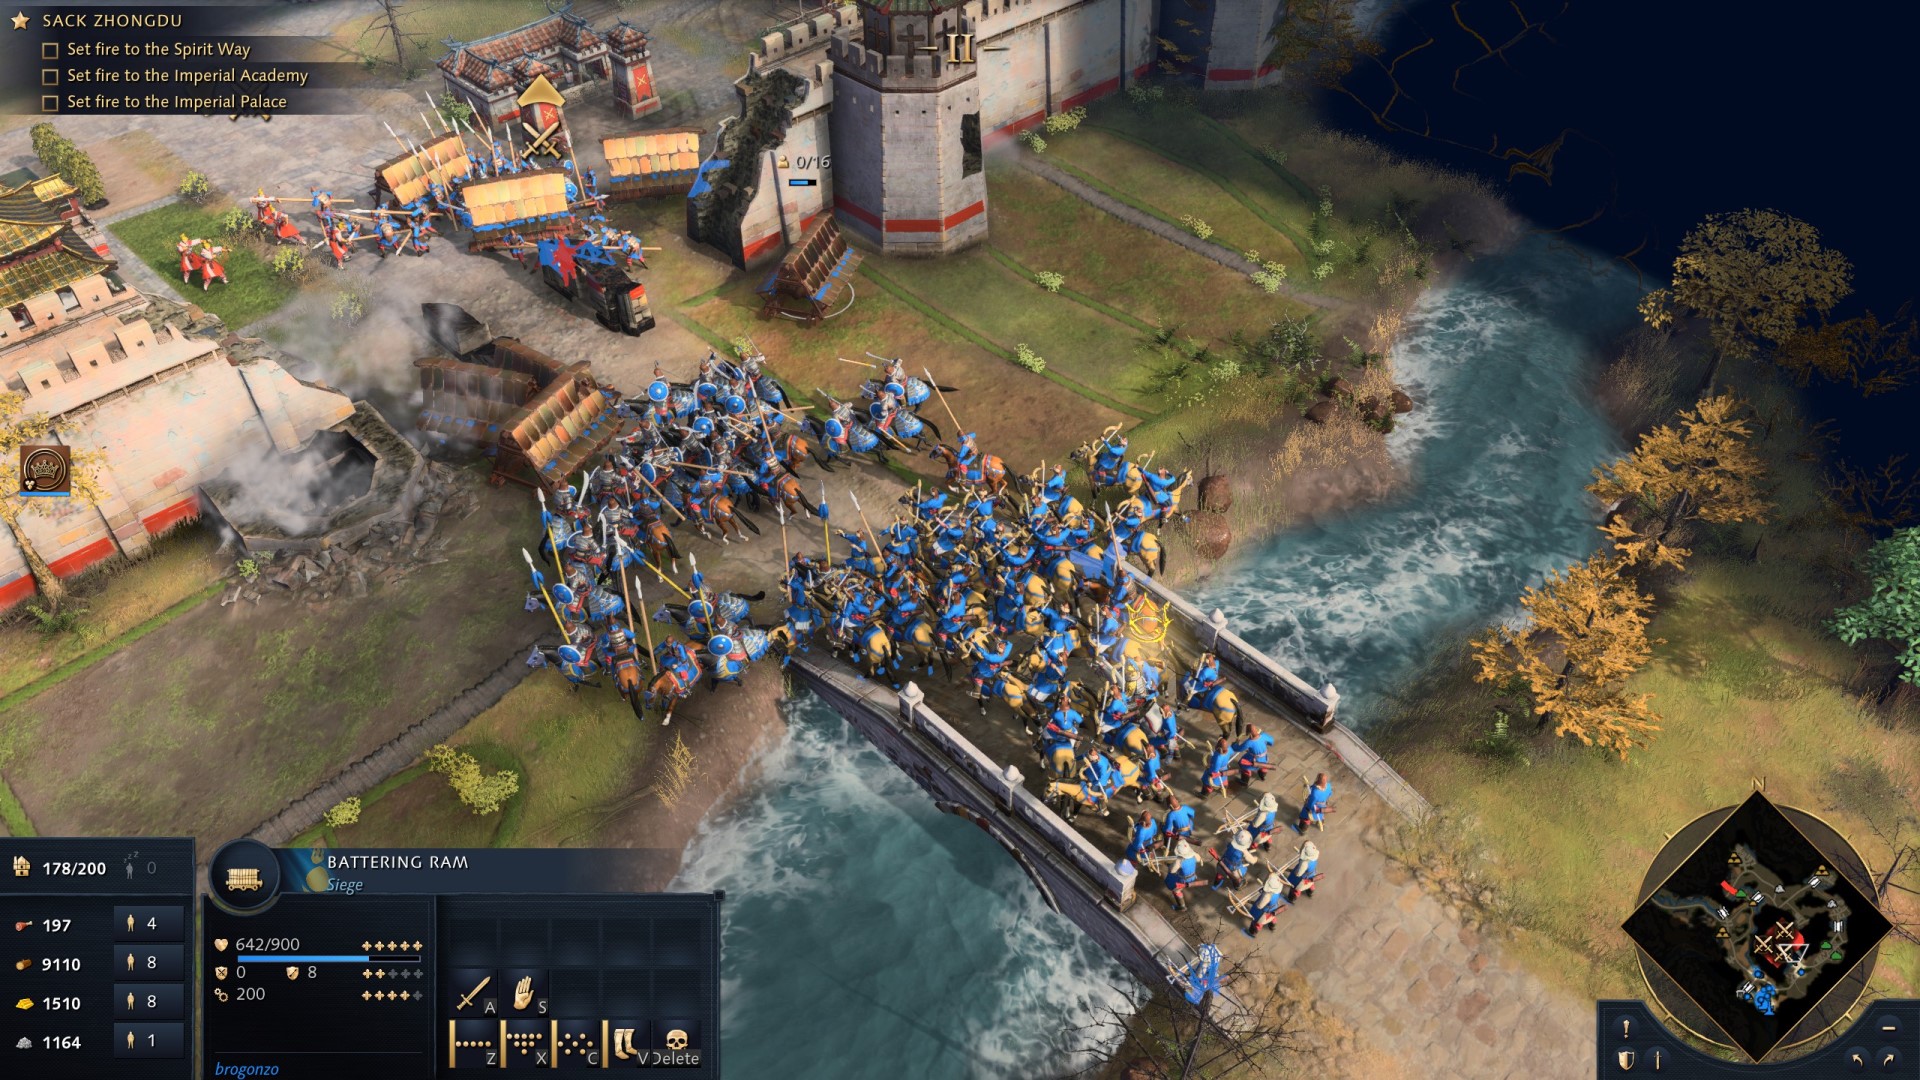 SACK ZHONGDU
Set fire to the Spirit Way
Set fire to the Imperial Academy
Set fire to the Imperial Palace
II
0/16
N
178/200
zzz 0
197 4
9110 8
1510 8
1164 1
BATTERING RAM
Siege
642/900
0 8
200
brogonzo
A S
Z X C V Delete